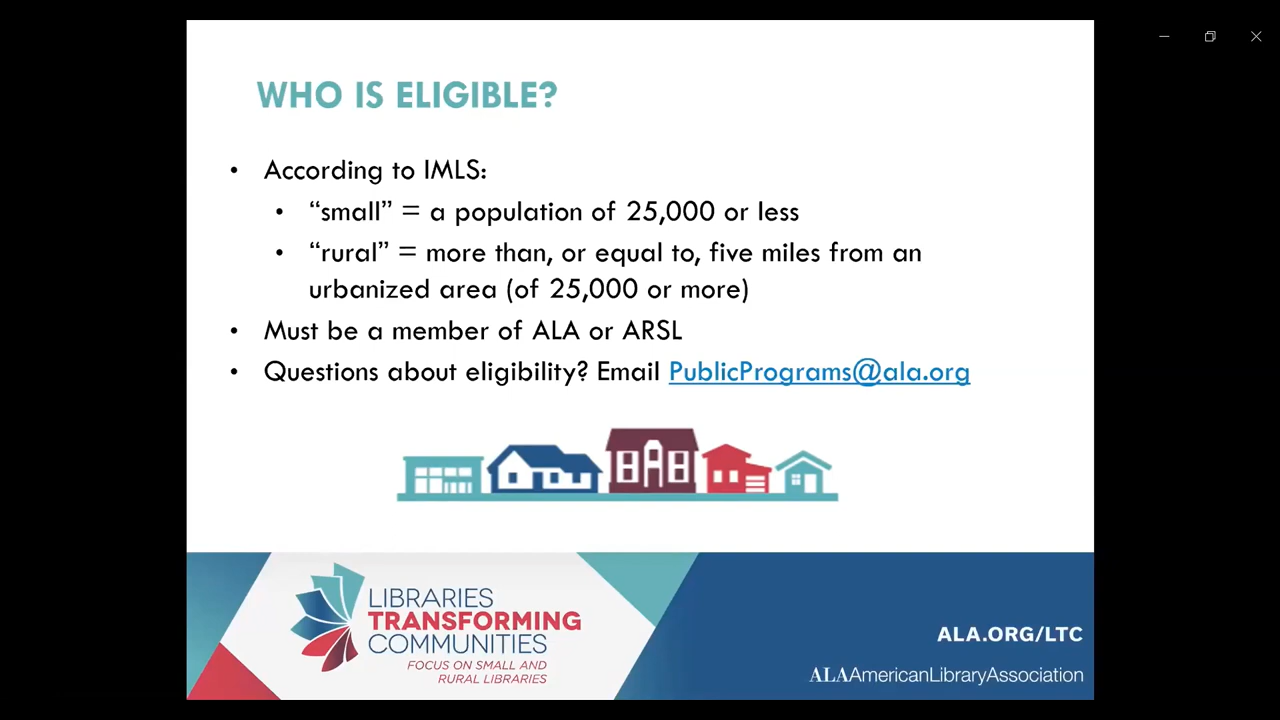 WHO IS ELIGIBLE?
• According to IMLS:
• “small” = a population of 25,000 or less
• “rural” = more than, or equal to, five miles from an
urbanized area (of 25,000 or more)
• Must be a member of ALA or ARSL
• Questions about eligibility? Email PublicPrograms@ala.org
LIBRARIES
TRANSFORMING
COMMUNITIES
FOCUS ON SMALL AND
RURAL LIBRARIES
ALA.ORG/LTC
ALAAmericanLibraryAssociation